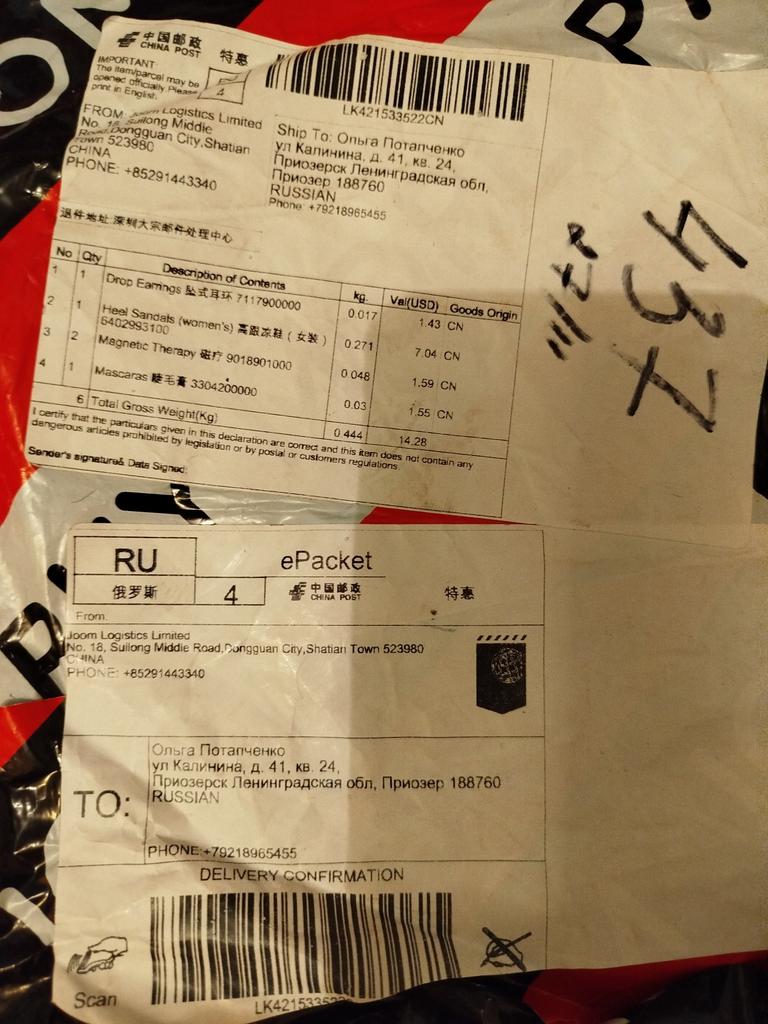 中国邮政
CHINA POST
特惠
IMPORTANT:
The item/parcel may be
opened officially. Please
print in English
4
LK421533522CN
FROM: Joom Logistics Limited
No. 18, Suilong Middle
Road,Dongguan City,Shatian
Town 523980
CHINA
PHONE: +85291443340
Ship To: Ольга Потапченко
ул Калинина, д. 41, кв. 24,
Приозерск Ленинградская обл,
Приозер 188760
RUSSIAN
Phone: +79218965455
退件地址:深圳大宗邮件处理中心
No Qty Description of Contents kg. Val(USD) Goods Origin
1 1 Drop Earrings 坠式耳环 7117900000 0.017 1.43 CN
2 1 Heel Sandals (women's) 高跟凉鞋 ( 女装 )
6402993100 0.271 7.04 CN
3 2 Magnetic Therapy 磁疗 9018901000 0.048 1.59 CN
4 1 Mascaras 睫毛膏 3304200000 0.03 1.55 CN
6 Total Gross Weight(Kg) 0.444 14.28
I certify that the particulars given in this declaration are correct and this item does not contain any
dangerous articles prohibited by legislation or by postal or customers regulations.
Sender's signature& Data Signed:
437
RU ePacket
俄罗斯 4 中国邮政
CHINA POST
特惠
From:
Joom Logistics Limited
No. 18, Suilong Middle Road,Dongguan City,Shatian Town 523980
CHINA
PHONE: +85291443340
TO:
Ольга Потапченко
ул Калинина, д. 41, кв. 24,
Приозерск Ленинградская обл, Приозер 188760
RUSSIAN
PHONE:+79218965455
DELIVERY CONFIRMATION
Scan